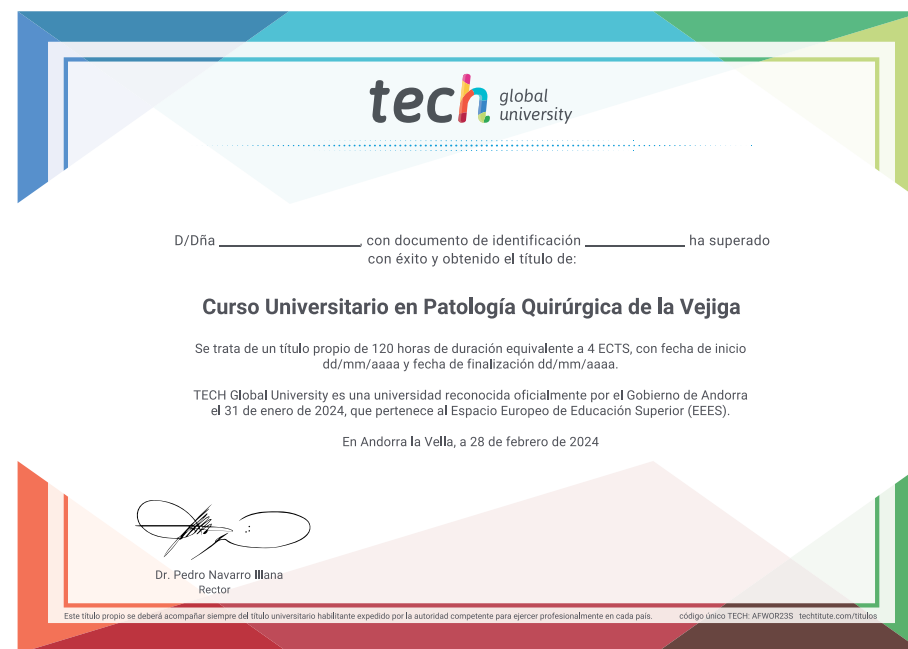 tech global university
D/Dña ____________________, con documento de identificación ______________ ha superado
con éxito y obtenido el título de:
Curso Universitario en Patología Quirúrgica de la Vejiga
Se trata de un título propio de 120 horas de duración equivalente a 4 ECTS, con fecha de inicio
dd/mm/aaaa y fecha de finalización dd/mm/aaaa.
TECH Global University es una universidad reconocida oficialmente por el Gobierno de Andorra
el 31 de enero de 2024, que pertenece al Espacio Europeo de Educación Superior (EEES).
En Andorra la Vella, a 28 de febrero de 2024
Dr. Pedro Navarro Illana
Rector
Este título propio se deberá acompañar siempre del título universitario habilitante expedido por la autoridad competente para ejercer profesionalmente en cada país. código único TECH: AFWOR23S techtitute.com/titulos